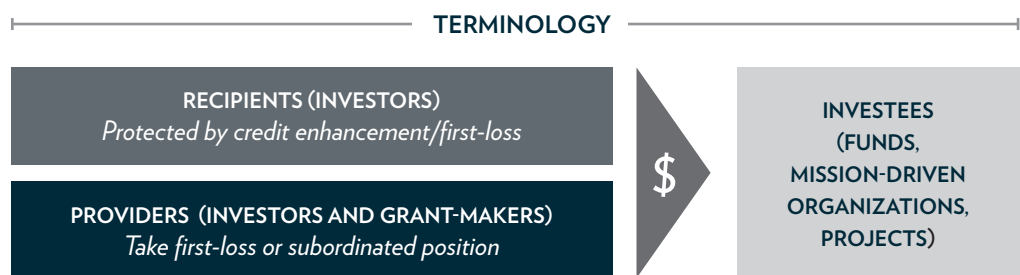 TERMINOLOGY
RECIPIENTS (INVESTORS)
Protected by credit enhancement/first-loss
PROVIDERS (INVESTORS AND GRANT-MAKERS)
Take first-loss or subordinated position
$
INVESTEES
(FUNDS,
MISSION-DRIVEN
ORGANIZATIONS,
PROJECTS)